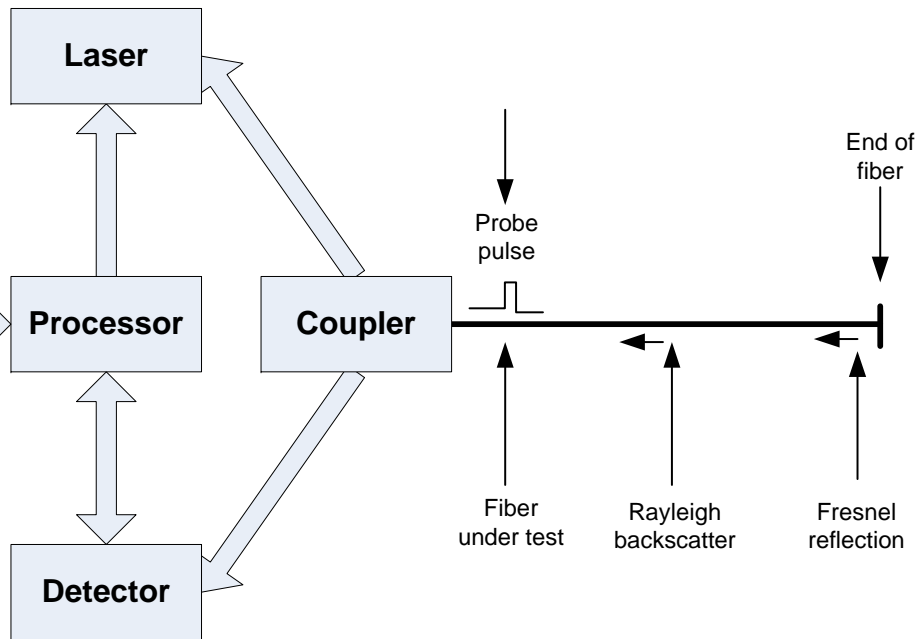 Laser
End of
fiber
Probe
pulse
Processor
Coupler
Fiber
under test
Rayleigh
backscatter
Fresnel
reflection
Detector